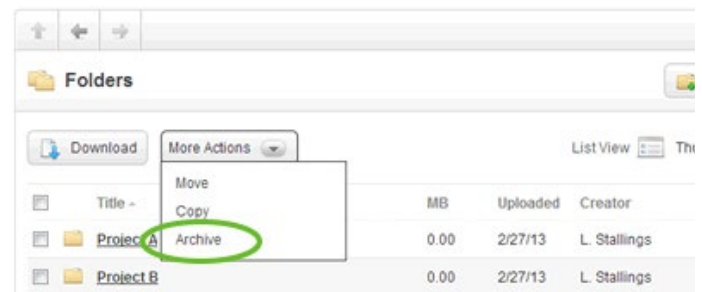 Folders
Download More Actions List View
Move
Title MB Uploaded Creator
Copy
Project A Archive 0.00 2/27/13 L. Stallings
Project B 0.00 2/27/13 L. Stallings